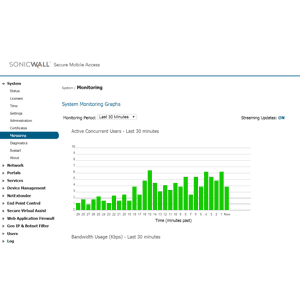 SONICWALL Secure Mobile Access
System
Status
Licenses
Time
Settings
Administration
Certificates
Monitoring
Diagnostics
Restart
About
Network
Portals
Services
Device Management
NetExtender
End Point Control
Secure Virtual Assist
Web Application Firewall
Geo IP & Botnet Filter
Users
Log
System / Monitoring
System Monitoring Graphs
Monitoring Period: Last 30 Minutes
Streaming Updates: ON
Active Concurrent Users - Last 30 minutes
10
9
8
7
6
5
4
3
2
1
0
29 28 27 26 25 24 23 22 21 20 19 18 17 16 15 14 13 12 11 10 9 8 7 6 5 4 3 2 1 Now
Time (minutes past)
Bandwidth Usage (Kbps) - Last 30 minutes